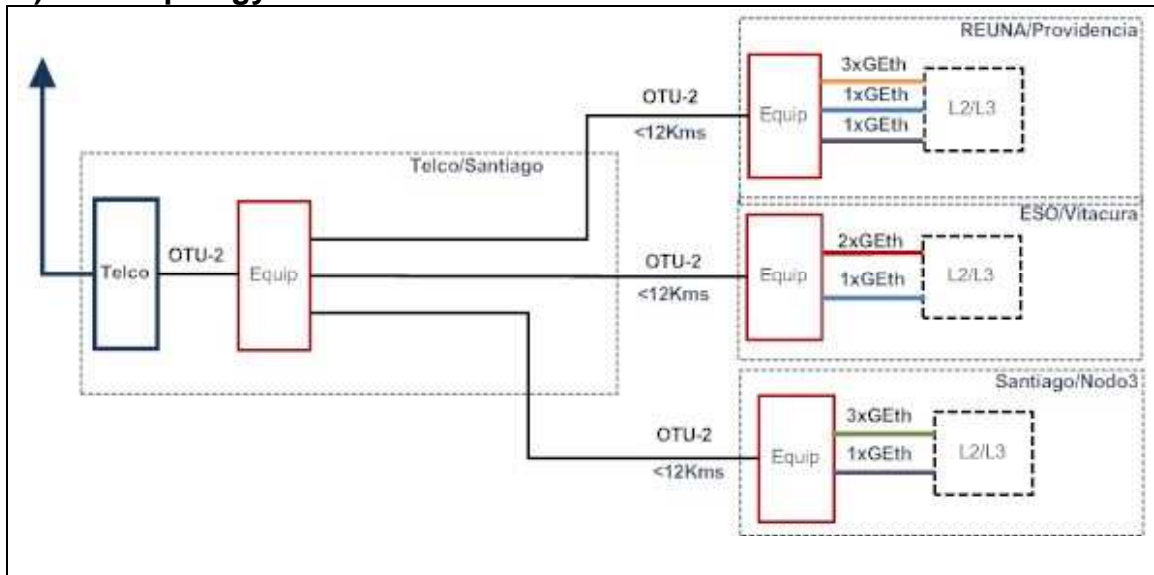 REUNA/Providencia
3xGEth
1xGEth
1xGEth
Equip
L2/L3
OTU-2
<12Kms
Telco/Santiago
Telco
OTU-2
Equip
ESO/Vitacura
2xGEth
1xGEth
Equip
L2/L3
OTU-2
<12Kms
Santiago/Nodo3
3xGEth
1xGEth
Equip
L2/L3
OTU-2
<12Kms